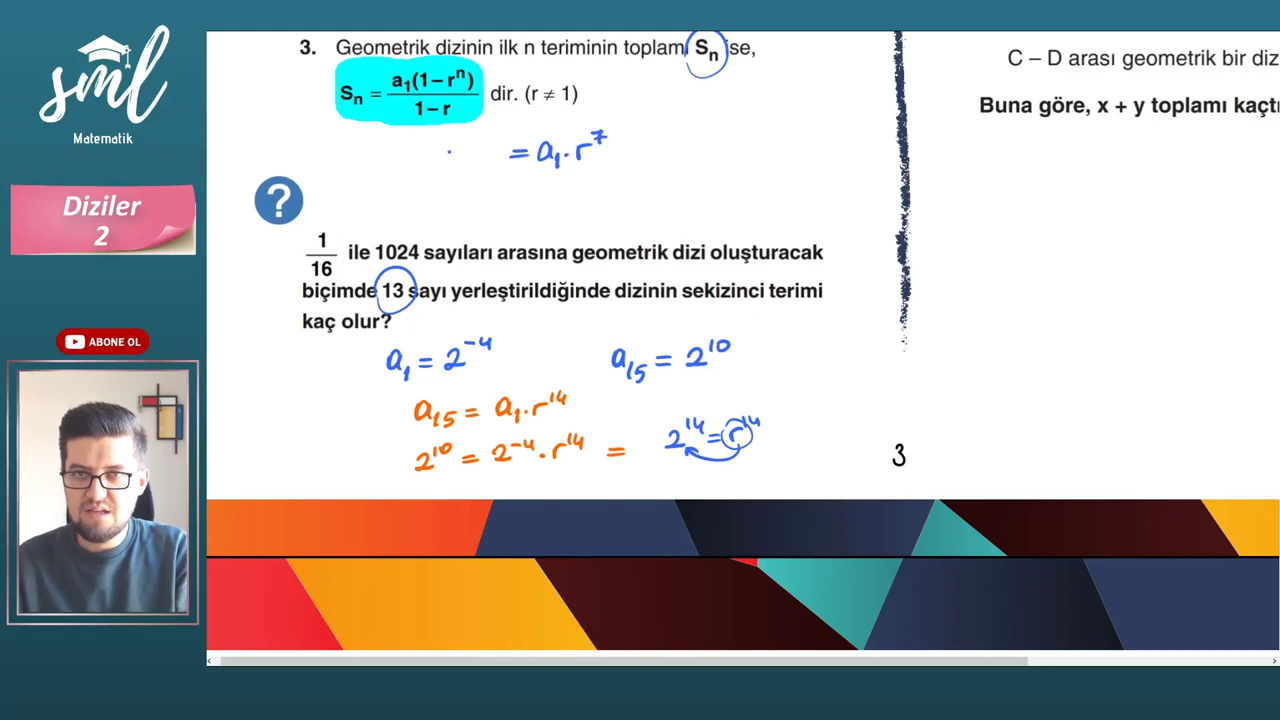 sml
Matematik
Diziler
2
ABONE OL
3. Geometrik dizinin ilk n teriminin toplamı Sn ise,
Sn = a1(1 – r^n) / 1 – r dir. (r ≠ 1)
= a1 . r^7
?
1/16 ile 1024 sayıları arasına geometrik dizi oluşturacak
biçimde 13 sayı yerleştirildiğinde dizinin sekizinci terimi
kaç olur?
a1 = 2^-4 a15 = 2^10
a15 = a1 . r^14
2^10 = 2^-4 . r^14 = 2^14 = r^14
3
C – D arası geometrik bir diz
Buna göre, x + y toplamı kaçtı